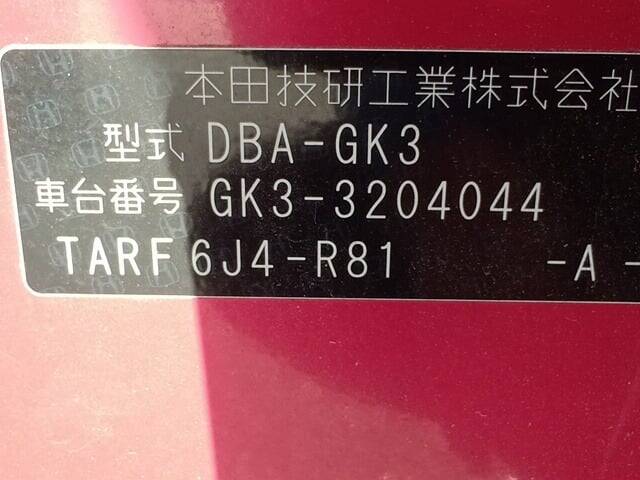 本田技研工業株式会社
型式 DBA-GK3
車台番号 GK3-3204044
TARF 6J4-R81 -A -